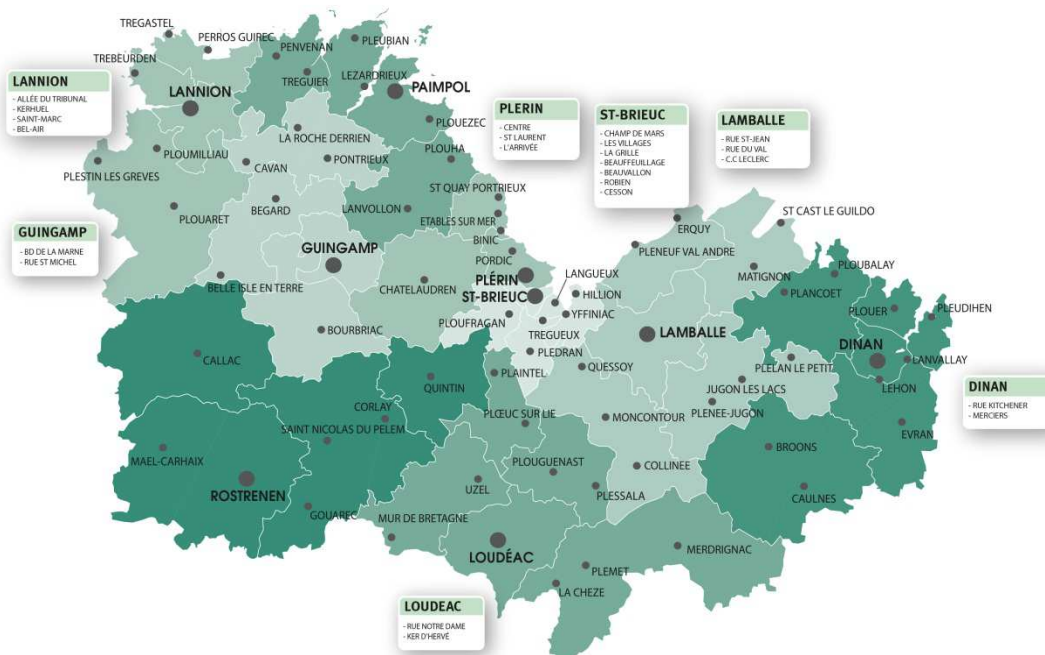 TREGASTEL
PERROS GUIREC
PENVENAN
PLEUBIAN
TREBEURDEN
LEZARDRIEUX
TREGUIER
PAIMPOL
LANNION
PLOUEZEC
LA ROCHE DERRIEN
PLOUMILLIAU
PLOUHA
PLESTIN LES GREVES
CAVAN
PONTRIEUX
ST QUAY PORTRIEUX
PLOUARET
BEGARD
LANVOLLON
ETABLES SUR MER
BINIC
GUINGAMP
PORDIC
BELLE ISLE EN TERRE
CHATELAUDREN
PLÉRIN
ST-BRIEUC
LANGUEUX
HILLION
YFFINIAC
PLOUFRAGAN
TREGUEUX
PLEDRAN
BOURBRIAC
CALLAC
QUINTIN
PLAINTEL
QUESSOY
LAMBALLE
ERQUY
ST CAST LE GUILDO
PLENEUF VAL ANDRE
MATIGNON
PLOUBALAY
PLANCOET
PLOUER
PLEUDIHEN
DINAN
LANVALLAY
PLELAN LE PETIT
LEHON
JUGON LES LACS
PLENEE-JUGON
EVRAN
CORLAY
SAINT NICOLAS DU PELEM
PLŒUC SUR LIE
MONCONTOUR
BROONS
MAEL-CARHAIX
ROSTRENEN
PLOUGUENAST
COLLINEE
UZEL
PLESSALA
CAULNES
GOUAREC
MUR DE BRETAGNE
LOUDÉAC
MERDRIGNAC
PLEMET
LA CHEZE
LANNION
- ALLÉE DU TRIBUNAL
- KERHUEL
- SAINT-MARC
- BEL-AIR
GUINGAMP
- BD DE LA MARNE
- RUE ST MICHEL
PLERIN
- CENTRE
- ST LAURENT
- L'ARRIVÉE
ST-BRIEUC
- CHAMP DE MARS
- LES VILLAGES
- LA GRILLE
- BEAUFFEUILLAGE
- BEAUVALLON
- ROBIEN
- CESSON
LAMBALLE
- RUE ST-JEAN
- RUE DU VAL
- C.C LECLERC
DINAN
- RUE KITCHENER
- MERCIERS
LOUDEAC
- RUE NOTRE DAME
- KER D'HERVÉ